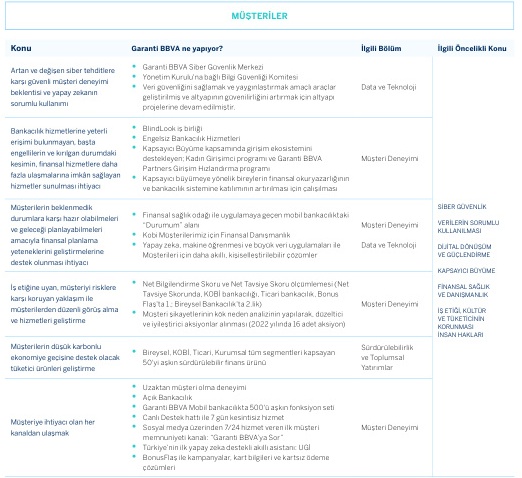 MÜŞTERİLER
Konu
Garanti BBVA ne yapıyor?
İlgili Bölüm
İlgili Öncelikli Konu
Artan ve değişen siber tehditlere
karşı güvenli müşteri deneyimi
beklentisi ve yapay zekanın
sorumlu kullanımı
Garanti BBVA Siber Güvenlik Merkezi
Yönetim Kurulu'na bağlı Bilgi Güvenliği Komitesi
Veri güvenliğini sağlamak ve yaygınlaştırmak amaçlı araçlar
geliştirilmiş ve altyapının güvenilirliğini artırmak için altyapı
projelerine devam edilmiştir.
Data ve Teknoloji
Bankacılık hizmetlerine yeterli
erişimi bulunmayan, başta
engellilerin ve kırılgan durumdaki
kesimin, finansal hizmetlere daha
fazla ulaşmalarına imkân sağlayan
hizmetler sunulması ihtiyacı
BlindLook iş birliği
Engelsiz Bankacılık Hizmetleri
Kapsayıcı Büyüme kapsamında girişim ekosistemini
destekleyen; Kadın Girişimci programı ve Garanti BBVA
Partners Girişim Hızlandırma programı
Kapsayıcı büyümeye yönelik bireylerin finansal okuryazarlığının
ve bankacılık sistemine katılımının artırılması için çalışılması
Müşteri Deneyimi
Müşterilerin beklenmedik
durumlara karşı hazır olabilmeleri
ve geleceği planlayabilmeleri
amacıyla finansal planlama
yeteneklerini geliştirmelerine
destek olunması ihtiyacı
Finansal sağlık odağı ile uygulamaya geçen mobil bankacılıktaki
"Durumum" alanı
Kobi Müşterilerimiz için Finansal Danışmanlık
Yapay zeka, makine öğrenmesi ve büyük veri uygulamaları ile
Müşterileri için daha akıllı, kişiselleştirilebilir çözümler
Müşteri Deneyimi
Data ve Teknoloji
İş etiğine uyan, müşteriyi risklere
karşı koruyan yaklaşım ile
müşterilerden düzenli görüş alma
ve hizmetleri geliştirme
Net Bilgilendirme Skoru ve Net Tavsiye Skoru ölçümlemesi (Net
Tavsiye Skorunda, KOBİ bankacılığı, Ticari bankacılık, Bonus
Flaş'ta 1.; Bireysel Bankacılık'ta 2.lik)
Müşteri şikayetlerinin kök neden analizinin yapılarak, düzeltici
ve iyileştirici aksiyonlar alınması (2022 yılında 16 adet aksiyon)
Müşteri Deneyimi
Müşterilerin düşük karbonlu
ekonomiye geçişine destek olacak
tüketici ürünleri geliştirme
Bireysel, KOBİ, Ticari, Kurumsal tüm segmentleri kapsayan
50'yi aşkın sürdürülebilir finans ürünü
Sürdürülebilirlik
ve Toplumsal
Yatırımlar
Müşteriye ihtiyacı olan her
kanaldan ulaşmak
Uzaktan müşteri olma deneyimi
Açık Bankacılık
Garanti BBVA Mobil bankacılıkta 500'ü aşkın fonksiyon seti
Canlı Destek hattı ile 7 gün kesintisiz hizmet
Sosyal medya üzerinden 7/24 hizmet veren ilk müşteri
memnuniyeti kanalı: "Garanti BBVA'ya Sor"
Türkiye'nin ilk yapay zeka destekli akıllı asistanı: UGİ
BonusFlaş ile kampanyalar, kart bilgileri ve kartsız ödeme
çözümleri
Müşteri Deneyimi
SİBER GÜVENLİK
VERİLERİN SORUMLU
KULLANILMASI
DİJİTAL DÖNÜŞÜM
VE GÜÇLENDİRME
KAPSAYICI BÜYÜME
FİNANSAL SAĞLIK
VE DANIŞMANLIK
İŞ ETİĞİ, KÜLTÜR
VE TÜKETİCİNİN
KORUNMASI
İNSAN HAKLARI